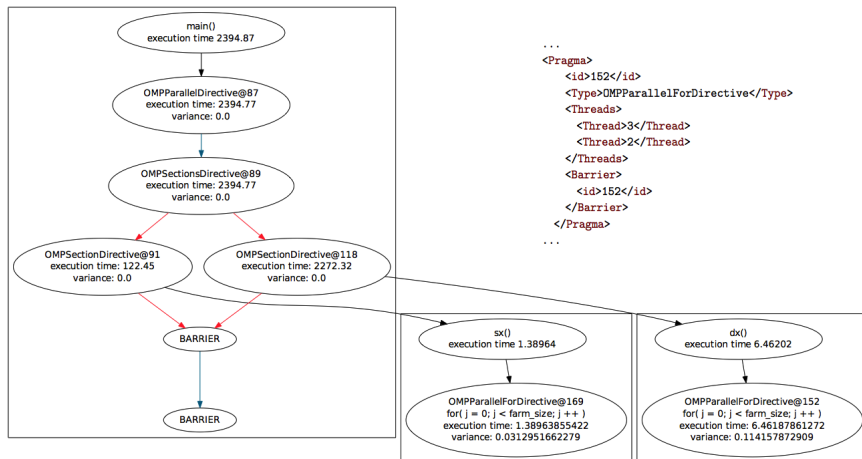 main()
execution time 2394.87
OMPParallelDirective@87
execution time: 2394.77
variance: 0.0
OMPSectionsDirective@89
execution time: 2394.77
variance: 0.0
OMPSectionDirective@91
execution time: 122.45
variance: 0.0
OMPSectionDirective@118
execution time: 2272.32
variance: 0.0
BARRIER
BARRIER
...
<Pragma>
<id>152</id>
<Type>OMPParallelForDirective</Type>
<Threads>
<Thread>3</Thread>
<Thread>2</Thread>
</Threads>
<Barrier>
<id>152</id>
</Barrier>
</Pragma>
...
sx()
execution time 1.38964
OMPParallelForDirective@169
for( j = 0; j < farm_size; j ++ )
execution time: 1.38963855422
variance: 0.0312951662279
dx()
execution time 6.46202
OMPParallelForDirective@152
for( j = 0; j < farm_size; j ++ )
execution time: 6.46187861272
variance: 0.114157872909